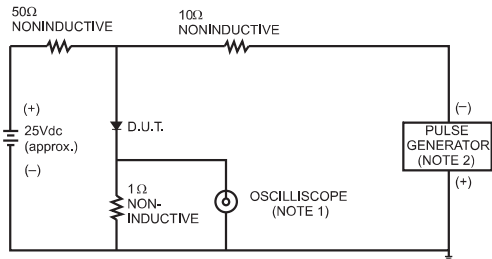 50Ω
NONINDUCTIVE
10Ω
NONINDUCTIVE
(+)
25Vdc
(approx.)
(–)
D.U.T.
1Ω
NON-
INDUCTIVE
OSCILLISCOPE
(NOTE 1)
(–)
PULSE
GENERATOR
(NOTE 2)
(+)